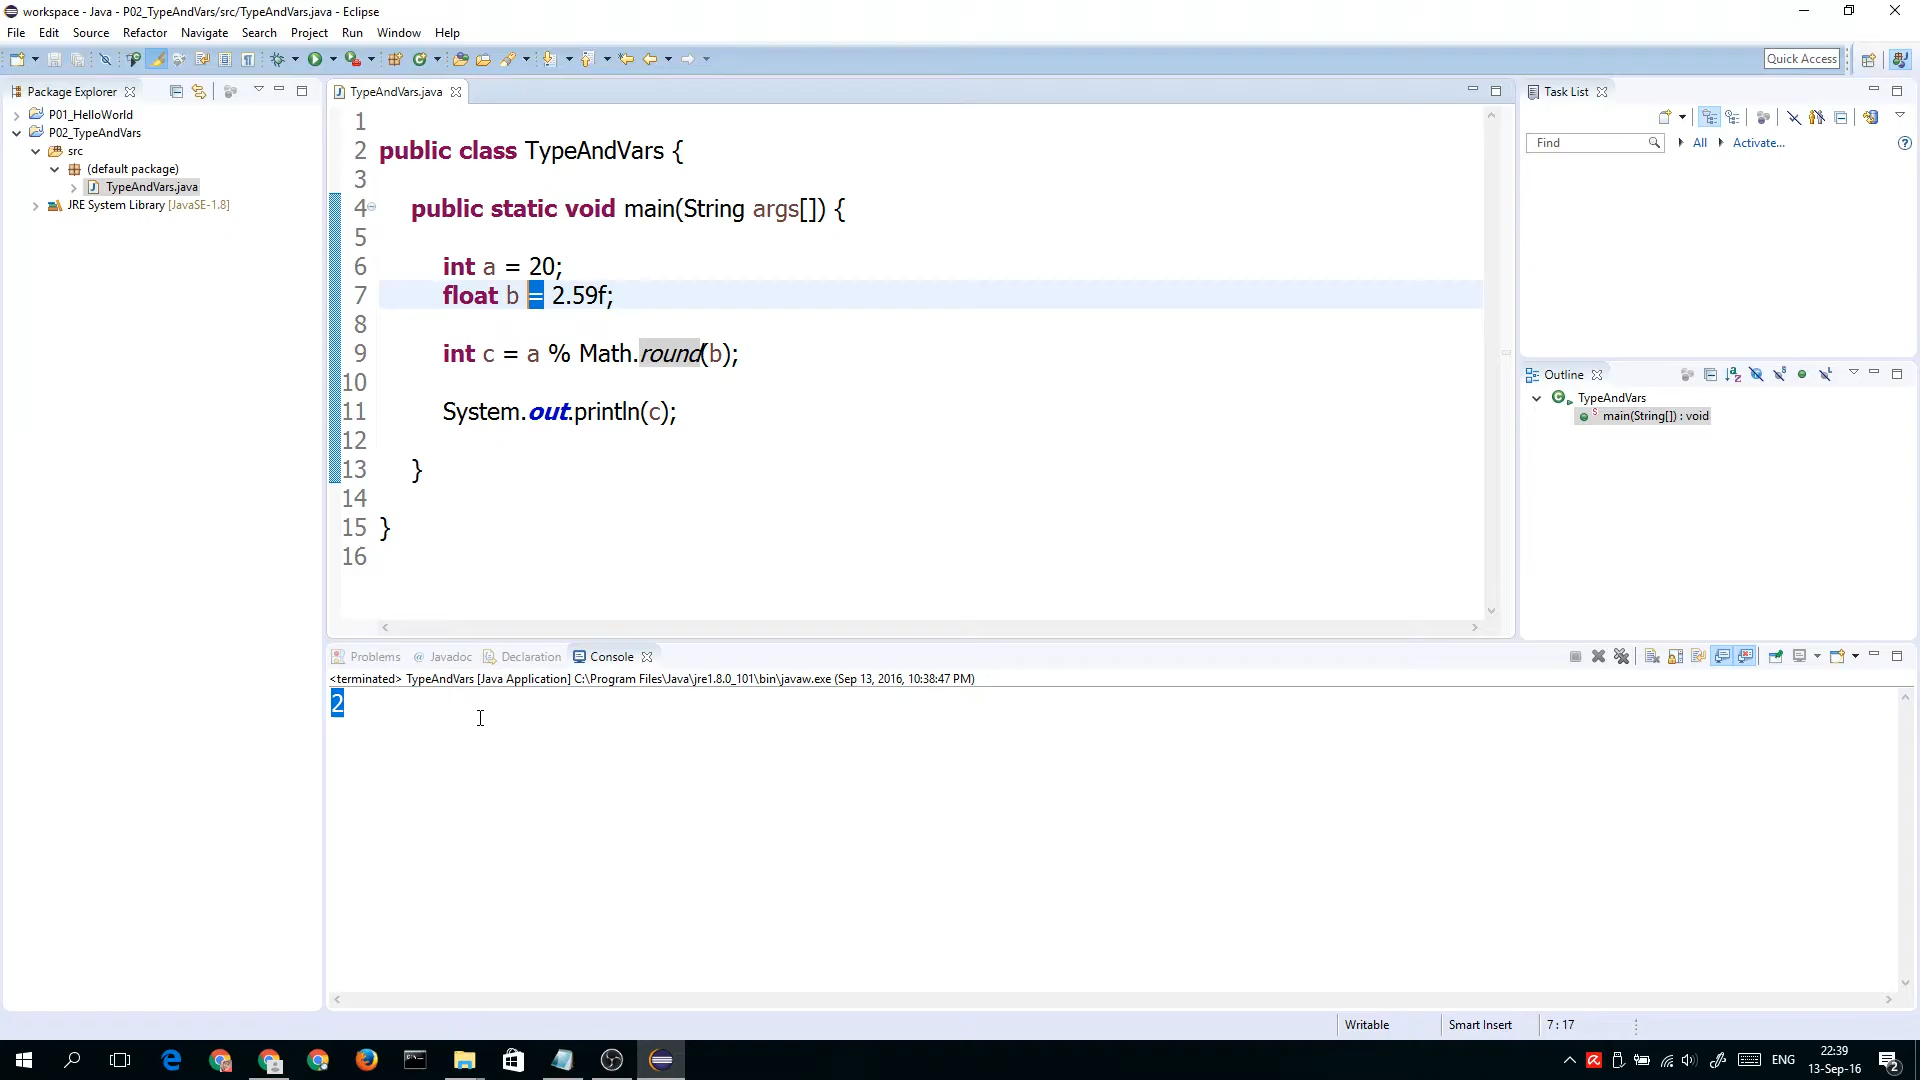 workspace - Java - P02_TypeAndVars/src/TypeAndVars.java - Eclipse
File Edit Source Refactor Navigate Search Project Run Window Help
Quick Access
Package Explorer
P01_HelloWorld
P02_TypeAndVars
src
(default package)
TypeAndVars.java
JRE System Library [JavaSE-1.8]
TypeAndVars.java
1
2 public class TypeAndVars {
3
4 public static void main(String args[]) {
5
6 int a = 20;
7 float b = 2.59f;
8
9 int c = a % Math.round(b);
10
11 System.out.println(c);
12
13 }
14
15 }
16
Task List
Find
All
Activate...
Outline
TypeAndVars
main(String[]) : void
Problems @ Javadoc Declaration Console
<terminated> TypeAndVars [Java Application] C:\Program Files\Java\jre1.8.0_101\bin\javaw.exe (Sep 13, 2016, 10:38:47 PM)
2
Writable Smart Insert 7 : 17
ENG
22:39
13-Sep-16
2